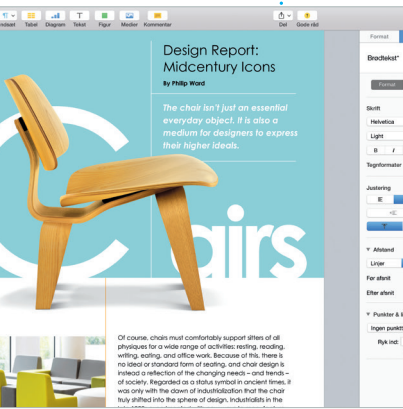 Indsæt Tabel Diagram Tekst Figur Medier Kommenter Del Gode råd
Format
Brødtekst*
Format
Skrift
Helvetica
Light
B I
Tegnformater
Justering
Afstand
Linjer
Før afsnit
Efter afsnit
Punkter & li
Ingen punkt
Ryk ind:
Design Report:
Midcentury Icons
By Philip Ward
The chair isn't just an essential
everyday object. It is also a
medium for designers to express
their higher ideals.
C airs
Of course, chairs must comfortably support sitters of all
physiques for a wide range of activities: resting, reading,
writing, eating, and office work. Because of this, there is
no ideal or standard form of seating, and chair design is
instead a reflection of the changing needs – and trends –
of society. Regarded as a status symbol in ancient times, it
was only with the dawn of industrialization that the chair
truly shifted into the sphere of design. Industrialists in the